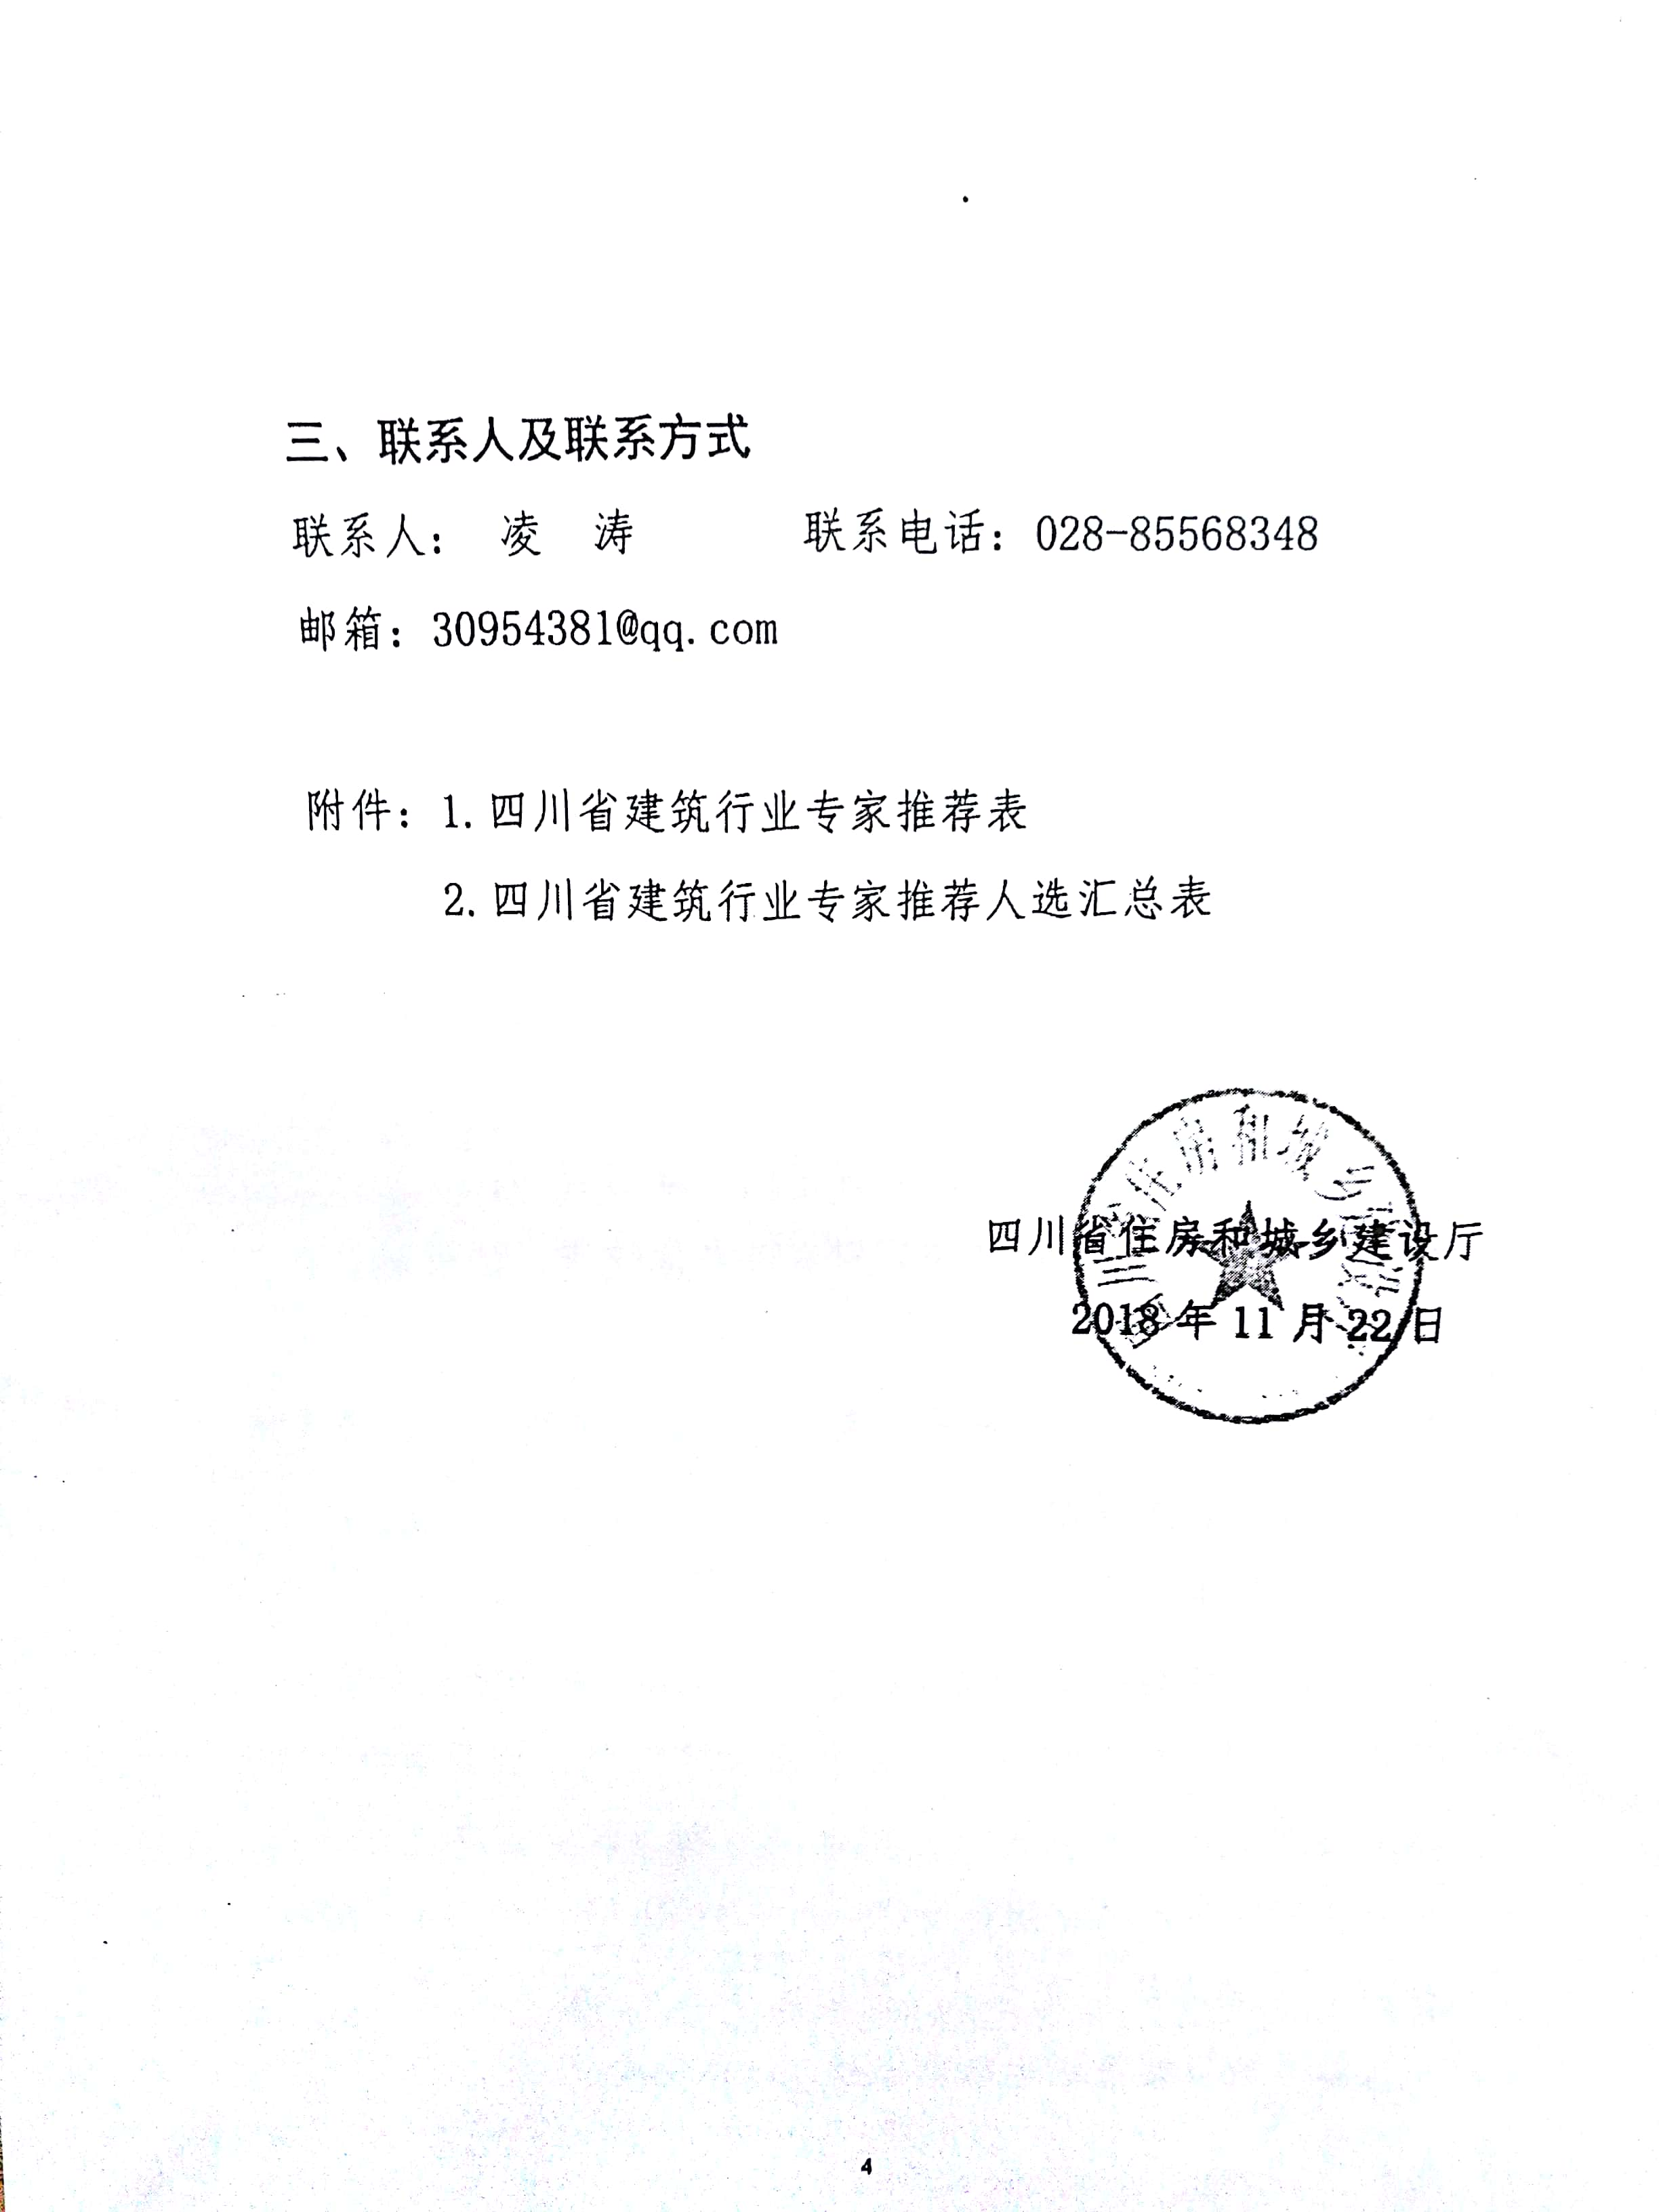 三、联系人及联系方式
联系人： 凌 涛 联系电话：028-85568348
邮箱：30954381@qq.com
附件：1.四川省建筑行业专家推荐表
2.四川省建筑行业专家推荐人选汇总表
四川省住房和城乡建设厅
2018年11月22日
4